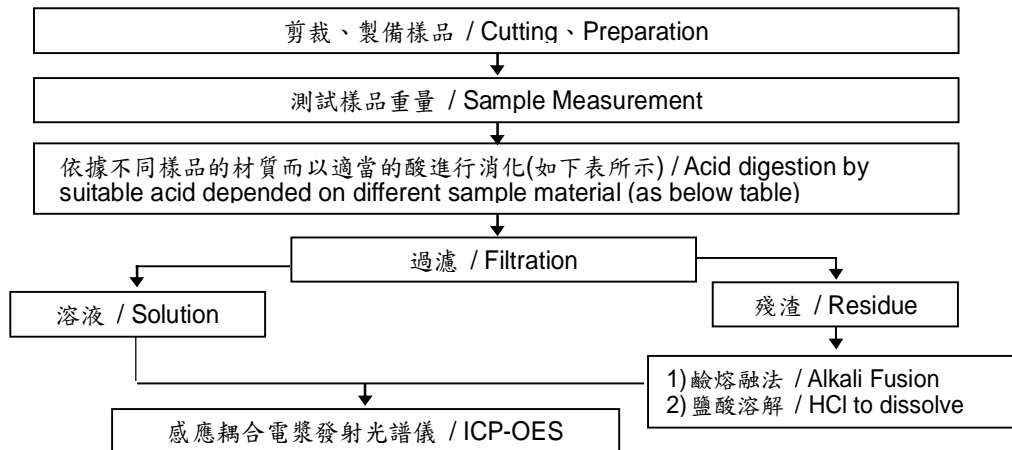 剪裁、製備樣品 / Cutting、Preparation
測試樣品重量 / Sample Measurement
依據不同樣品的材質而以適當的酸進行消化(如下表所示) / Acid digestion by
suitable acid depended on different sample material (as below table)
過濾 / Filtration
溶液 / Solution
殘渣 / Residue
1) 鹼熔融法 / Alkali Fusion
2) 鹽酸溶解 / HCl to dissolve
感應耦合電漿發射光譜儀 / ICP-OES